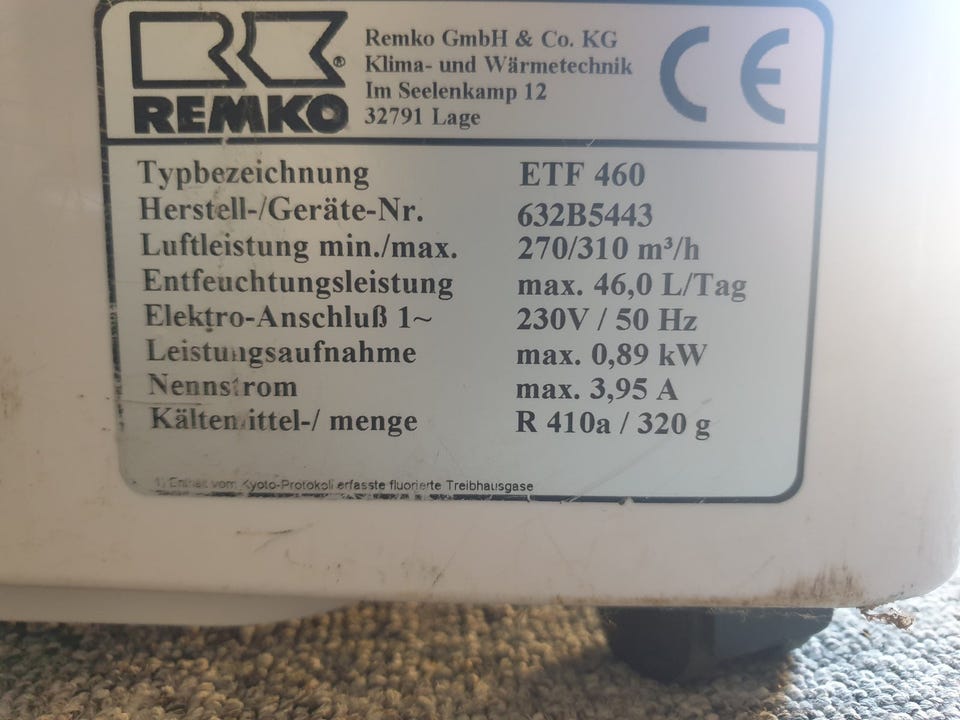 Remko GmbH & Co. KG
Klima- und Wärmetechnik
Im Seelenkamp 12
32791 Lage
REMKO®
CE
Typbezeichnung ETF 460
Herstell-/Geräte-Nr. 632B5443
Luftleistung min./max. 270/310 m³/h
Entfeuchtungsleistung max. 46,0 L/Tag
Elektro-Anschluß 1~ 230V / 50 Hz
Leistungsaufnahme max. 0,89 kW
Nennstrom max. 3,95 A
Kältemittel-/ menge R 410a / 320 g
1) Enthält vom Kyoto-Protokoll erfasste fluorierte Treibhausgase